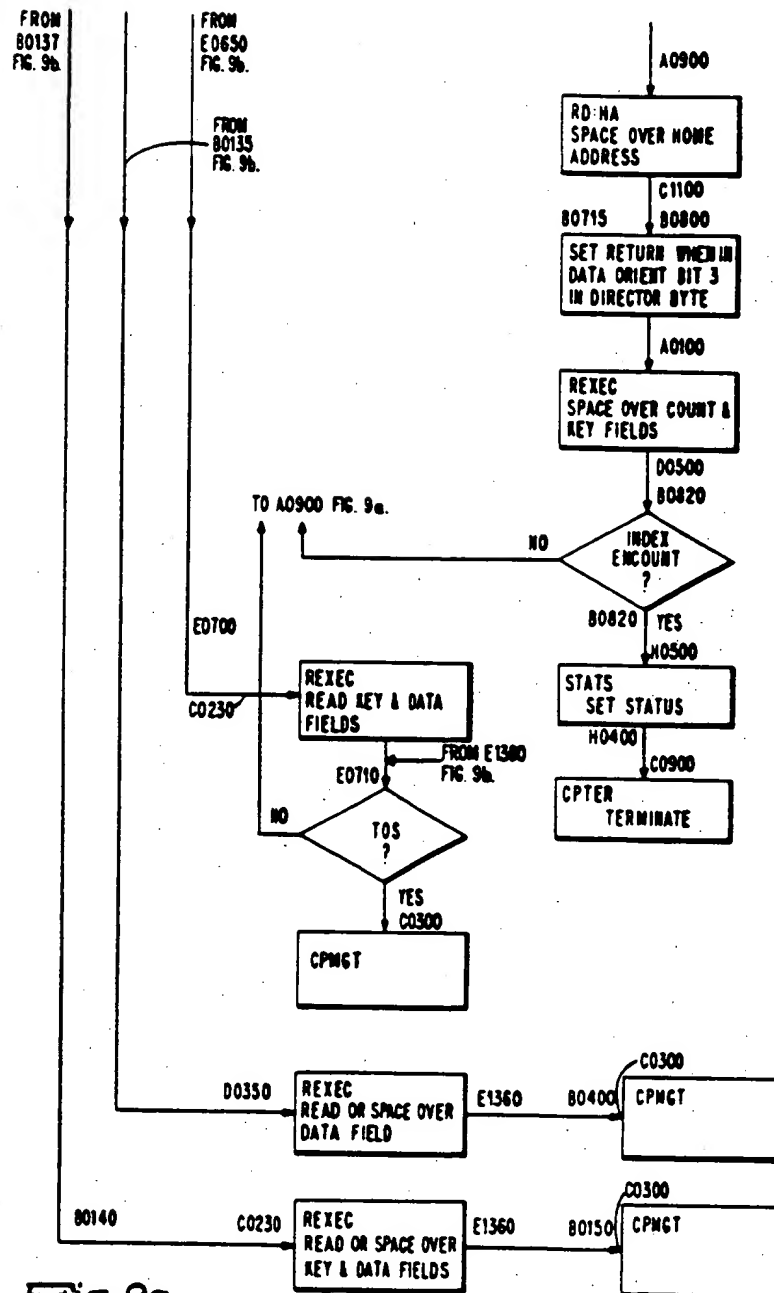 FROM
B0137
FIG. 9b.
FROM
E0650
FIG. 9b.
FROM
B0135
FIG. 9b.
A0900
RD HA
SPACE OVER HOME
ADDRESS
C1100
B0715
B0800
SET RETURN WHEN IN
DATA ORIENT BIT 3
IN DIRECTOR BYTE
A0100
REXEC
SPACE OVER COUNT &
KEY FIELDS
D0500
B0820
TO A0900 FIG. 9a.
NO
INDEX
ENCOUNT
?
B0820
YES
H0500
E0700
STATS
SET STATUS
C0230
REXEC
READ KEY & DATA
FIELDS
H0400
C0900
FROM E1380
FIG. 9b.
E0710
CPTER
TERMINATE
NO
TOS
?
YES
C0300
CPMGT
D0350
REXEC
READ OR SPACE OVER
DATA FIELD
E1360
B0400
C0300
CPMGT
B0140
C0230
REXEC
READ OR SPACE OVER
KEY & DATA FIELDS
E1360
B0150
C0300
CPMGT